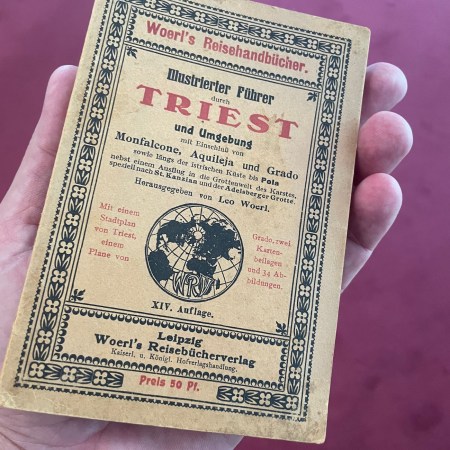 Woerl's Reisehandbücher.
Illustrierter Führer
durch
TRIEST
und Umgebung
mit Einschluß von
Monfalcone, Aquileja und Grado
sowie längs der istrischen Küste bis Pola
nebst einem Ausflug in die Grottenwelt des Karstes,
speziell nach St. Kanzian und der Adelsberger Grotte.
Herausgegeben von Leo Woerl.
Mit einem
Stadtplan
von Triest,
einem
Plane von
Grado, zwei
Karten-
beilagen
und 34 Ab-
bildungen.
WRV
XIV. Auflage.
Leipzig
Woerl's Reisebücherverlag
Kaiserl. u. Königl. Hofverlagshandlung.
Preis 50 Pf.